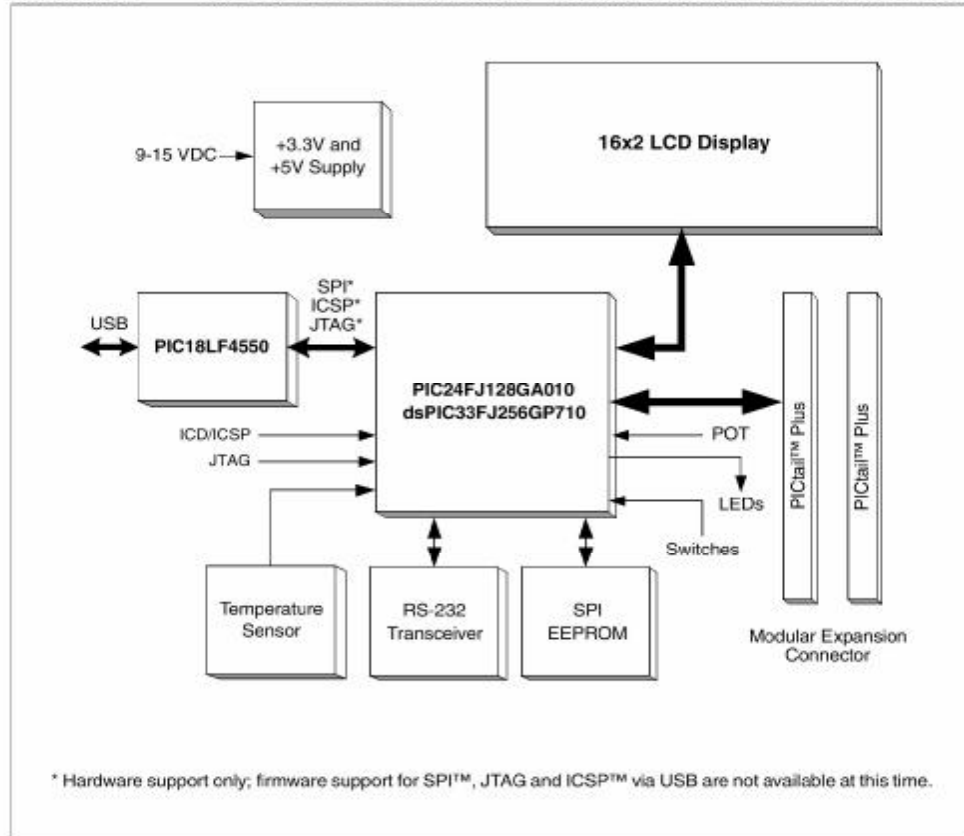 +3.3V and
+5V Supply
9-15 VDC
16x2 LCD Display
SPI*
ICSP*
JTAG*
USB
PIC18LF4550
PIC24FJ128GA010
dsPIC33FJ256GP710
ICD/ICSP
JTAG
POT
LEDs
Switches
PICtail™ Plus
PICtail™ Plus
Temperature
Sensor
RS-232
Transceiver
SPI
EEPROM
Modular Expansion
Connector
* Hardware support only; firmware support for SPI™, JTAG and ICSP™ via USB are not available at this time.